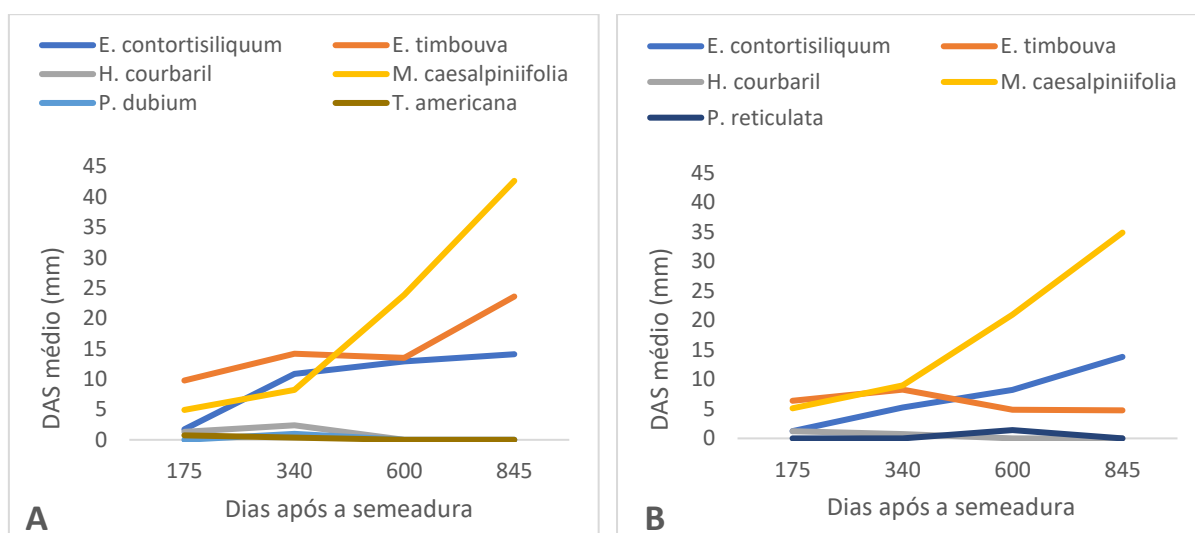 E. contortisiliquum E. timbouva
H. courbaril M. caesalpiniifolia
P. dubium T. americana
45
40
35
30
25
20
15
10
5
0
DAS médio (mm)
175 340 600 845
Dias após a semeadura
A
E. contortisiliquum E. timbouva
H. courbaril M. caesalpiniifolia
P. reticulata
45
40
35
30
25
20
15
10
5
0
DAS médio (mm)
175 340 600 845
Dias após a semeadura
B